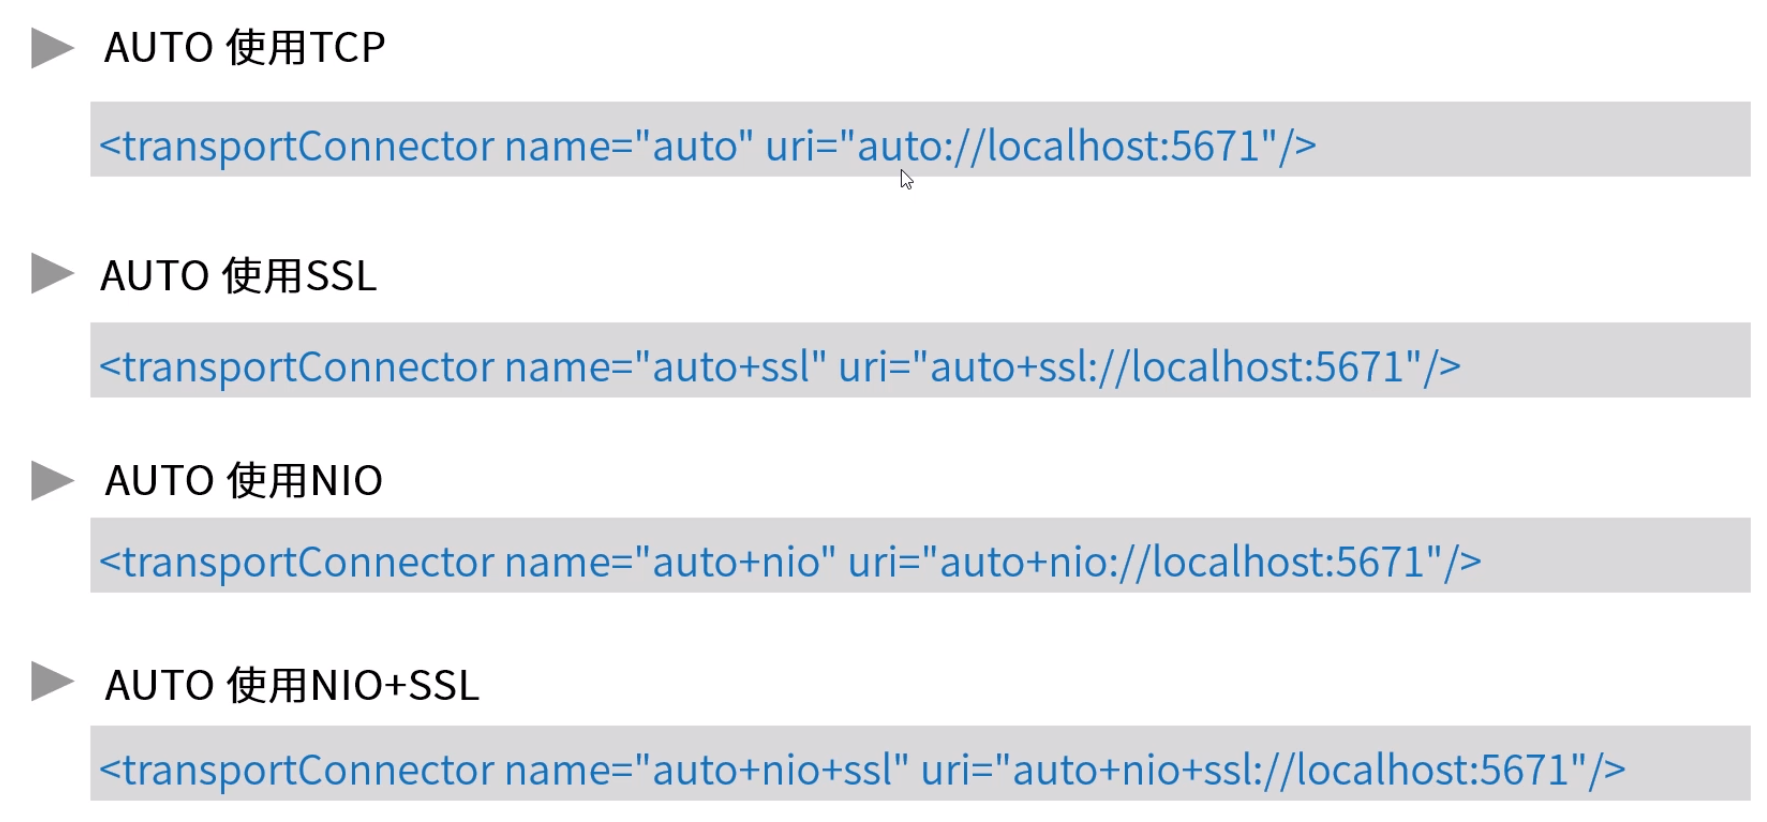 AUTO 使用TCP
<transportConnector name="auto" uri="auto://localhost:5671"/>
AUTO 使用SSL
<transportConnector name="auto+ssl" uri="auto+ssl://localhost:5671"/>
AUTO 使用NIO
<transportConnector name="auto+nio" uri="auto+nio://localhost:5671"/>
AUTO 使用NIO+SSL
<transportConnector name="auto+nio+ssl" uri="auto+nio+ssl://localhost:5671"/>